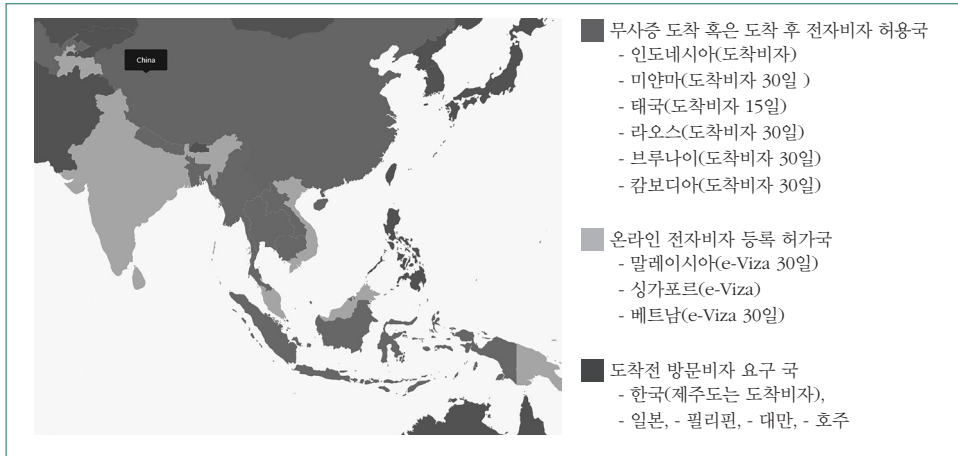 China
무사증 도착 혹은 도착 후 전자비자 허용국
- 인도네시아(도착비자)
- 미얀마(도착비자 30일 )
- 태국(도착비자 15일)
- 라오스(도착비자 30일)
- 브루나이(도착비자 30일)
- 캄보디아(도착비자 30일)
온라인 전자비자 등록 허가국
- 말레이시아(e-Viza 30일)
- 싱가포르(e-Viza)
- 베트남(e-Viza 30일)
도착전 방문비자 요구 국
- 한국(제주도는 도착비자),
- 일본, - 필리핀, - 대만, - 호주